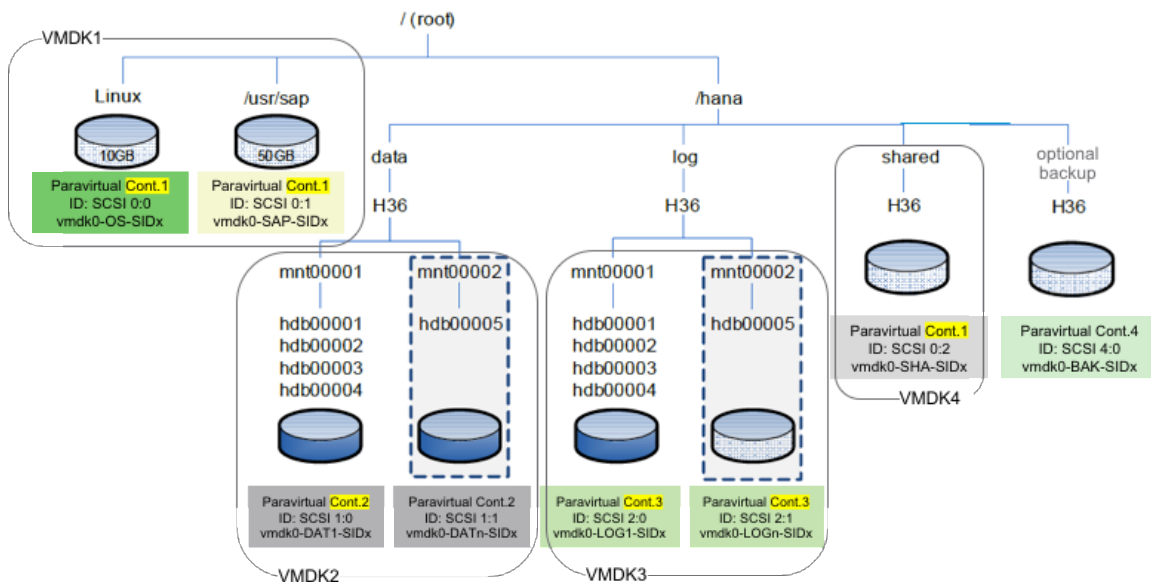 / (root)
VMDK1
Linux
/usr/sap
/hana
10GB
50GB
Paravirtual Cont.1
ID: SCSI 0:0
vmdk0-OS-SIDx
Paravirtual Cont.1
ID: SCSI 0:1
vmdk0-SAP-SIDx
data
log
shared
optional
backup
H36
H36
H36
H36
mnt00001
hdb00001
hdb00002
hdb00003
hdb00004
mnt00002
hdb00005
mnt00001
hdb00001
hdb00002
hdb00003
hdb00004
mnt00002
hdb00005
Paravirtual Cont.1
ID: SCSI 0:2
vmdk0-SHA-SIDx
VMDK4
Paravirtual Cont.4
ID: SCSI 4:0
vmdk0-BAK-SIDx
Paravirtual Cont.2
ID: SCSI 1:0
vmdk0-DAT1-SIDx
Paravirtual Cont.2
ID: SCSI 1:1
vmdk0-DATn-SIDx
VMDK2
Paravirtual Cont.3
ID: SCSI 2:0
vmdk0-LOG1-SIDx
Paravirtual Cont.3
ID: SCSI 2:1
vmdk0-LOGn-SIDx
VMDK3